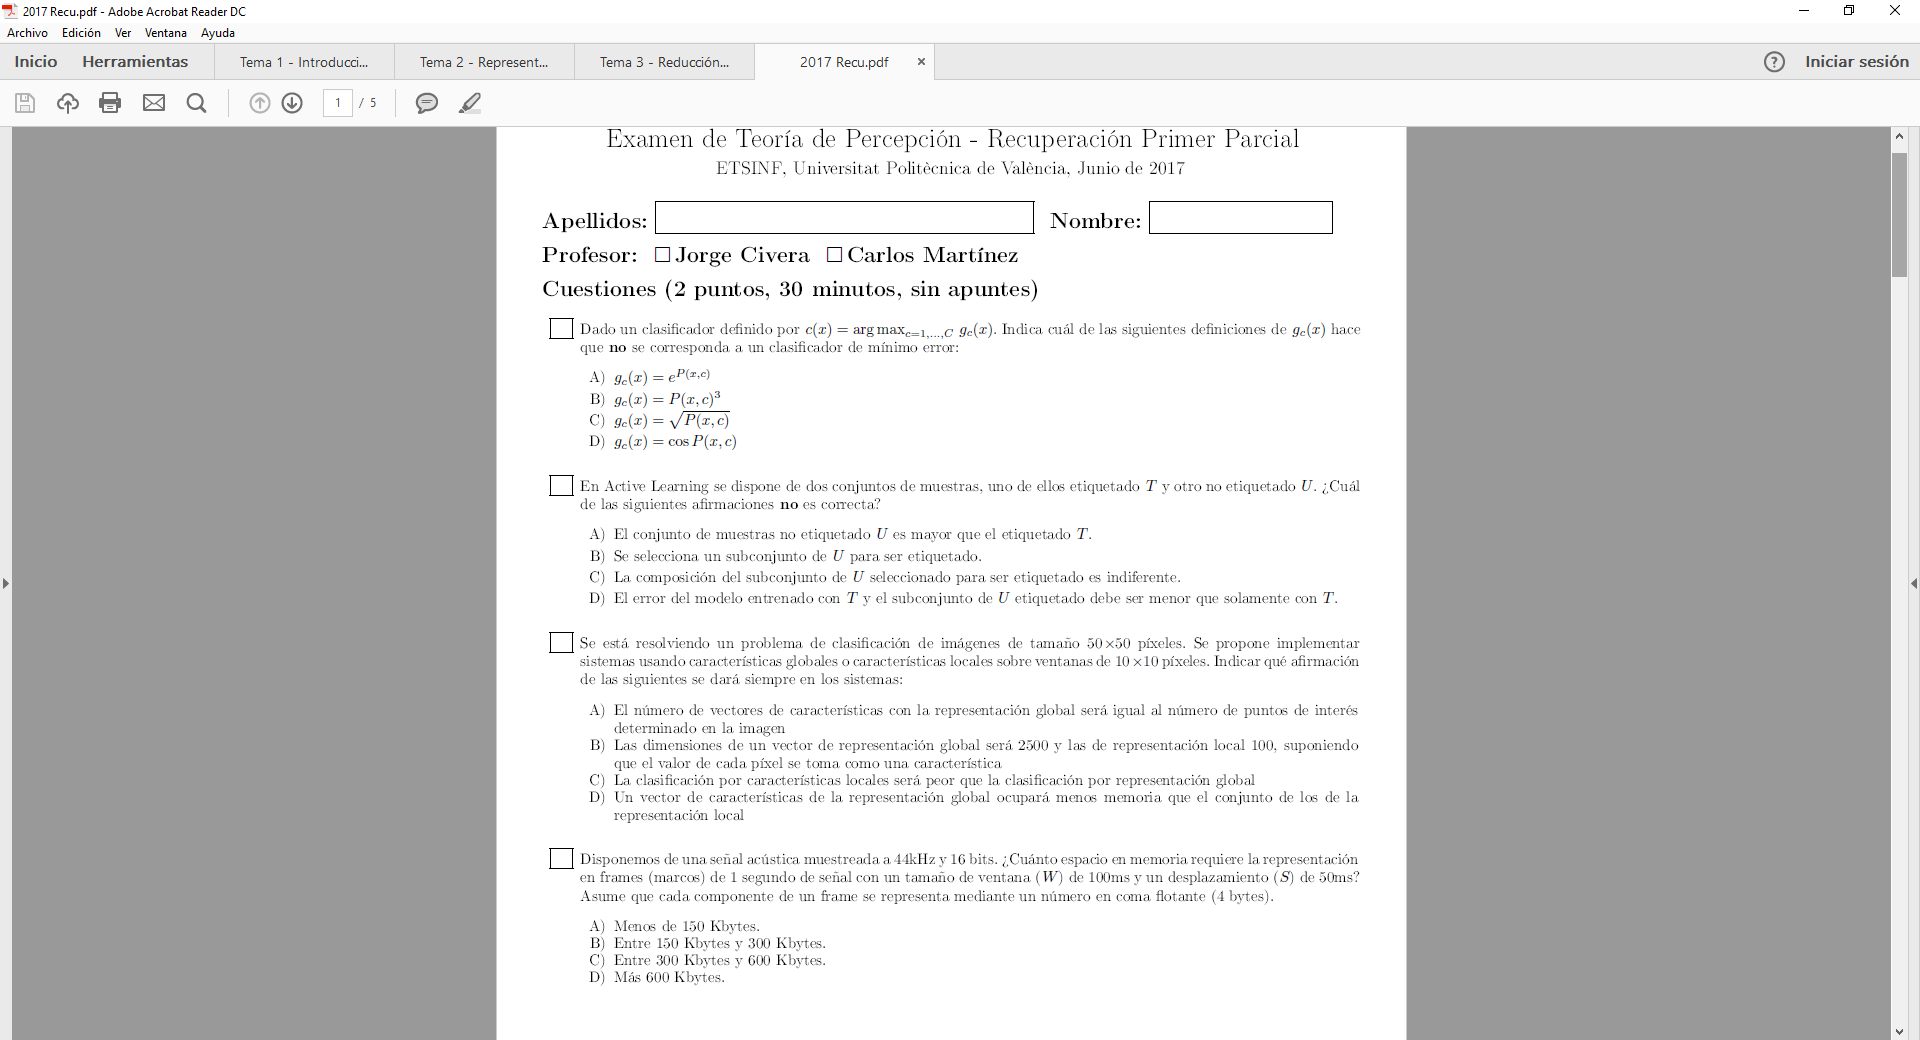 2017 Recu.pdf - Adobe Acrobat Reader DC
Archivo Edición Ver Ventana Ayuda
Inicio Herramientas Tema 1 - Introducci... Tema 2 - Represent... Tema 3 - Reducción... 2017 Recu.pdf × ? Iniciar sesión
1 / 5
Examen de Teoría de Percepción - Recuperación Primer Parcial
ETSINF, Universitat Politècnica de València, Junio de 2017
Apellidos: Nombre:
Profesor: □ Jorge Civera □ Carlos Martínez
Cuestiones (2 puntos, 30 minutos, sin apuntes)
Dado un clasificador definido por c(x) = arg max_{c=1,...,C} g_c(x). Indica cuál de las siguientes definiciones de g_c(x) hace
que no se corresponda a un clasificador de mínimo error:
A) g_c(x) = e^{P(x,c)}
B) g_c(x) = P(x, c)^3
C) g_c(x) = √P(x, c)
D) g_c(x) = cos P(x, c)
En Active Learning se dispone de dos conjuntos de muestras, uno de ellos etiquetado T y otro no etiquetado U. ¿Cuál
de las siguientes afirmaciones no es correcta?
A) El conjunto de muestras no etiquetado U es mayor que el etiquetado T.
B) Se selecciona un subconjunto de U para ser etiquetado.
C) La composición del subconjunto de U seleccionado para ser etiquetado es indiferente.
D) El error del modelo entrenado con T y el subconjunto de U etiquetado debe ser menor que solamente con T.
Se está resolviendo un problema de clasificación de imágenes de tamaño 50×50 píxeles. Se propone implementar
sistemas usando características globales o características locales sobre ventanas de 10×10 píxeles. Indicar qué afirmación
de las siguientes se dará siempre en los sistemas:
A) El número de vectores de características con la representación global será igual al número de puntos de interés
determinado en la imagen
B) Las dimensiones de un vector de representación global será 2500 y las de representación local 100, suponiendo
que el valor de cada píxel se toma como una característica
C) La clasificación por características locales será peor que la clasificación por representación global
D) Un vector de características de la representación global ocupará menos memoria que el conjunto de los de la
representación local
Disponemos de una señal acústica muestreada a 44kHz y 16 bits. ¿Cuánto espacio en memoria requiere la representación
en frames (marcos) de 1 segundo de señal con un tamaño de ventana (W) de 100ms y un desplazamiento (S) de 50ms?
Asume que cada componente de un frame se representa mediante un número en coma flotante (4 bytes).
A) Menos de 150 Kbytes.
B) Entre 150 Kbytes y 300 Kbytes.
C) Entre 300 Kbytes y 600 Kbytes.
D) Más 600 Kbytes.